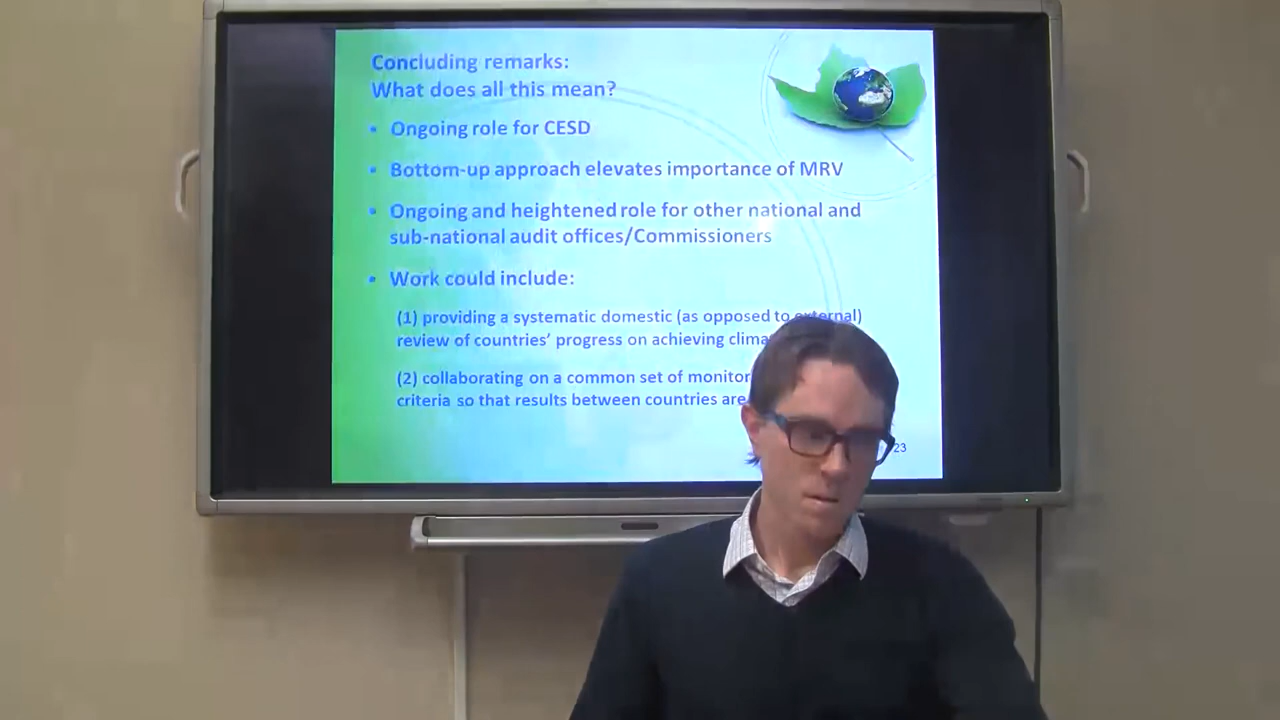 Concluding remarks:
What does all this mean?
• Ongoing role for CESD
• Bottom-up approach elevates importance of MRV
• Ongoing and heightened role for other national and
sub-national audit offices/Commissioners
• Work could include:
(1) providing a systematic domestic (as opposed to external)
review of countries' progress on achieving
(2) collaborating on a common set of
criteria so that results between countries are
23